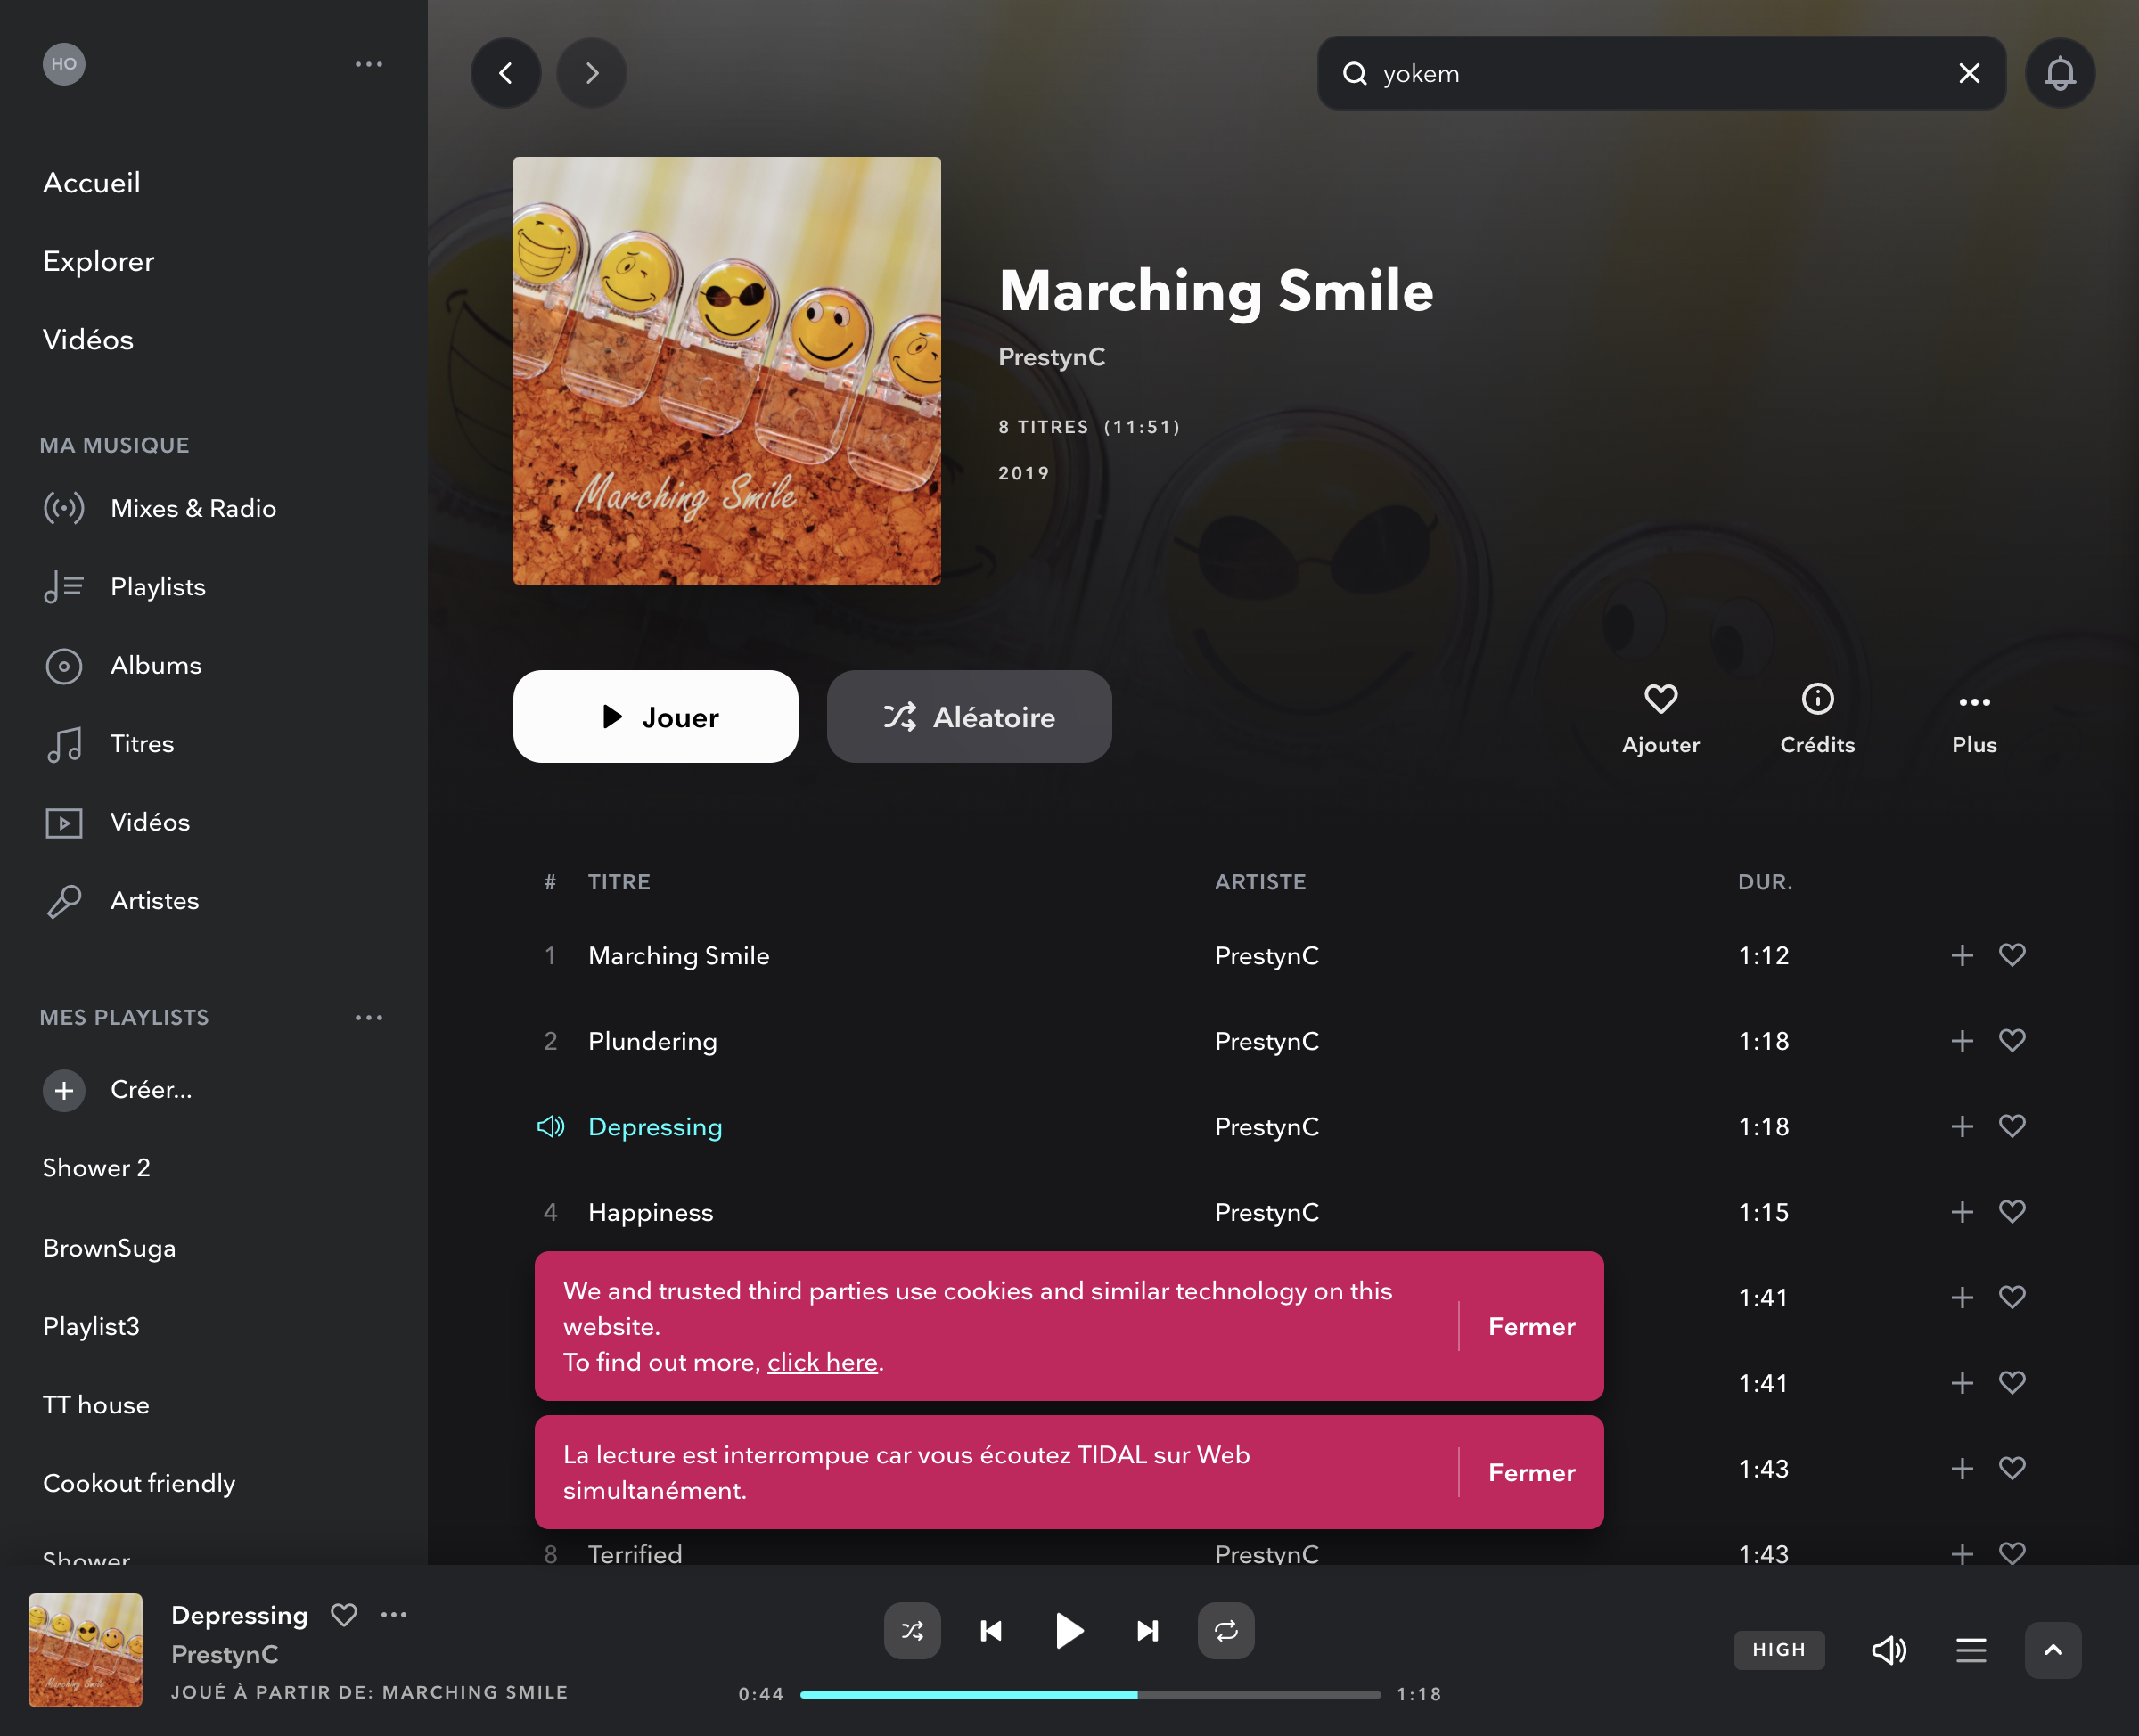 HO
Accueil
Explorer
Vidéos
MA MUSIQUE
Mixes & Radio
Playlists
Albums
Titres
Vidéos
Artistes
MES PLAYLISTS
Créer...
Shower 2
BrownSuga
Playlist3
TT house
Cookout friendly
Shower
yokem
Marching Smile
Marching Smile
PrestynC
8 TITRES (11:51)
2019
Jouer
Aléatoire
Ajouter
Crédits
Plus
# TITRE ARTISTE DUR.
1 Marching Smile PrestynC 1:12
2 Plundering PrestynC 1:18
Depressing PrestynC 1:18
4 Happiness PrestynC 1:15
1:41
1:41
1:43
We and trusted third parties use cookies and similar technology on this
website.
To find out more, click here.
Fermer
La lecture est interrompue car vous écoutez TIDAL sur Web
simultanément.
Fermer
8 Terrified PrestynC 1:43
Marching Smile
Depressing
PrestynC
JOUÉ À PARTIR DE: MARCHING SMILE
0:44
1:18
HIGH